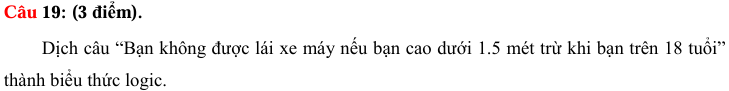 Câu 19: (3 điểm).
Dịch câu “Bạn không được lái xe máy nếu bạn cao dưới 1.5 mét trừ khi bạn trên 18 tuổi”
thành biểu thức logic.